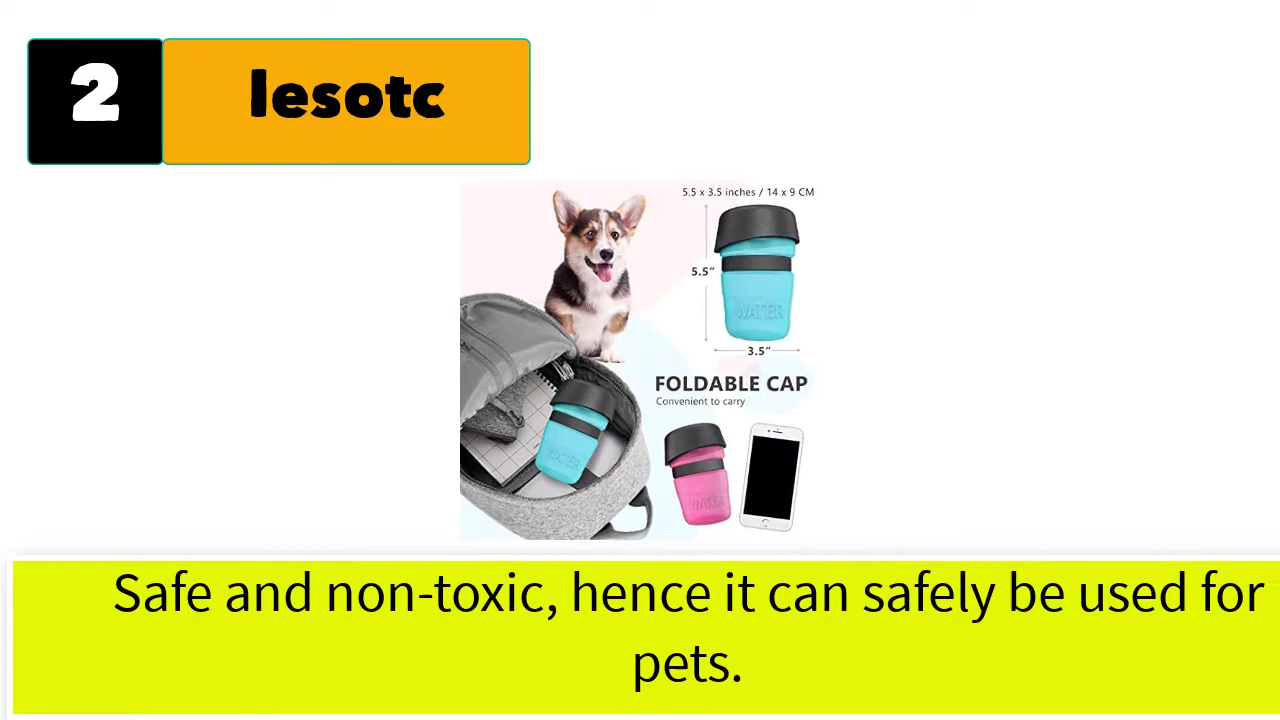 2
lesotc
5.5 x 3.5 inches / 14 x 9 CM
5.5"
WATER
3.5"
FOLDABLE CAP
Convenient to carry
WATER
WATER
Safe and non-toxic, hence it can safely be used for
pets.